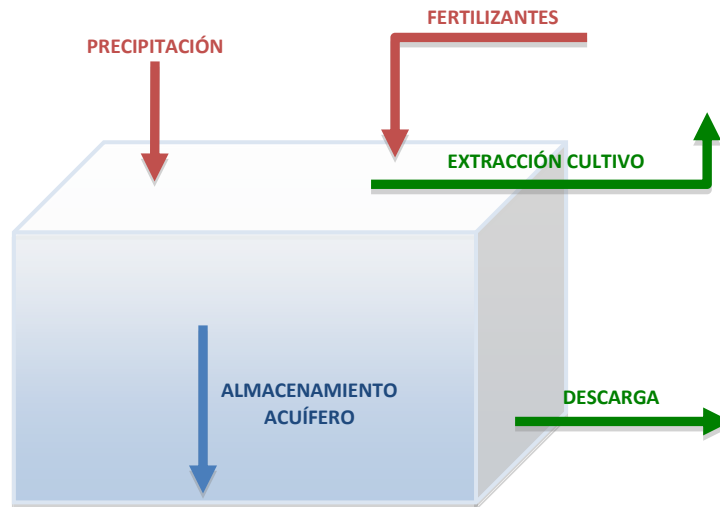 FERTILIZANTES
PRECIPITACIÓN
EXTRACCIÓN CULTIVO
ALMACENAMIENTO
ACUÍFERO
DESCARGA